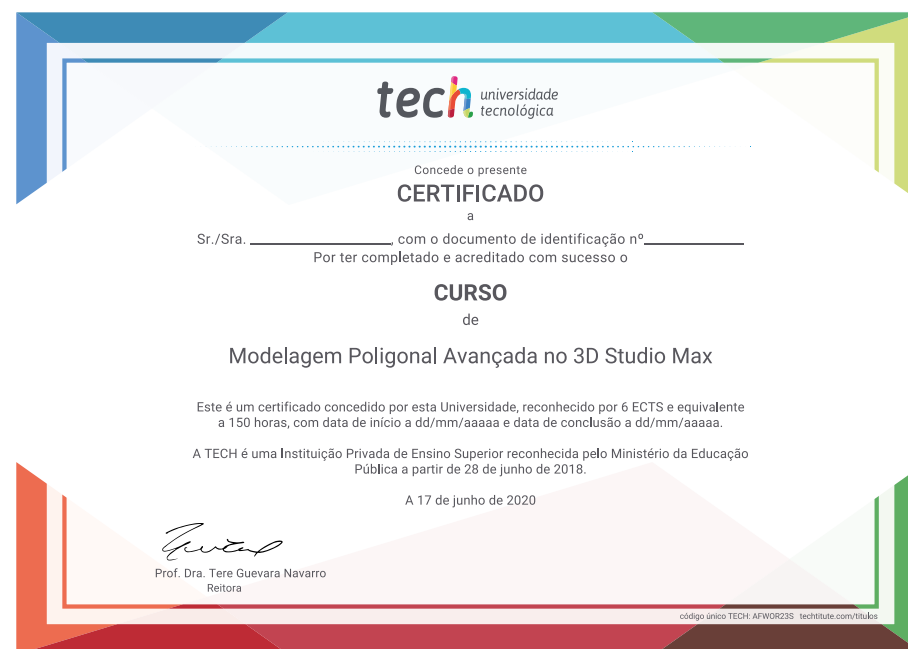 tech universidade
tecnológica
Concede o presente
CERTIFICADO
a
Sr./Sra. ____________________, com o documento de identificação nº______________
Por ter completado e acreditado com sucesso o
CURSO
de
Modelagem Poligonal Avançada no 3D Studio Max
Este é um certificado concedido por esta Universidade, reconhecido por 6 ECTS e equivalente
a 150 horas, com data de início a dd/mm/aaaaa e data de conclusão a dd/mm/aaaaa.
A TECH é uma Instituição Privada de Ensino Superior reconhecida pelo Ministério da Educação
Pública a partir de 28 de junho de 2018.
A 17 de junho de 2020
Prof. Dra. Tere Guevara Navarro
Reitora
código único TECH: AFWOR23S techtitute.com/titulos